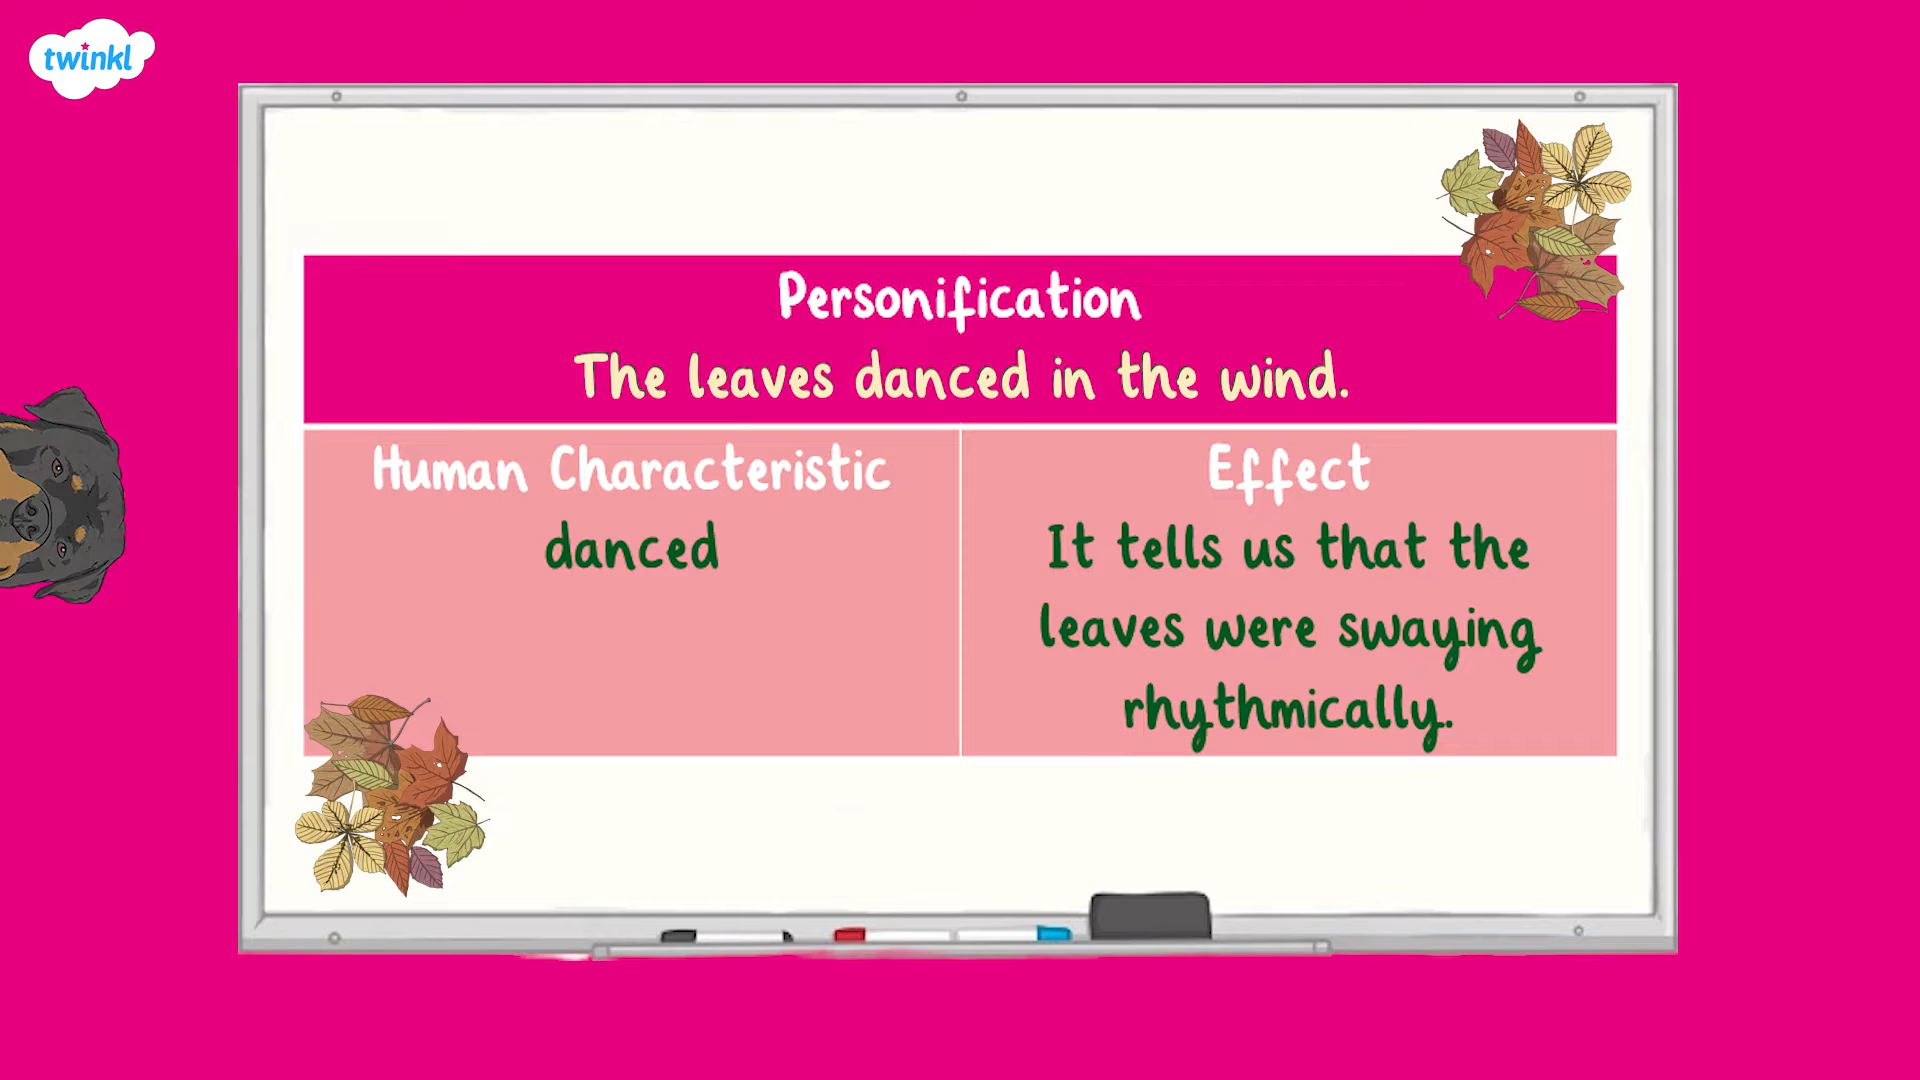 twinkl
Personification
The leaves danced in the wind.
Human Characteristic
danced
Effect
It tells us that the
leaves were swaying
rhythmically.